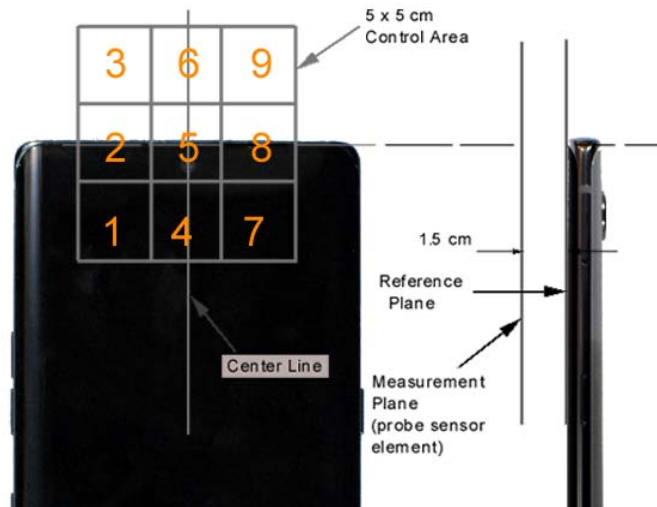 5 x 5 cm
Control Area
3 6 9
2 5 8
1 4 7
1.5 cm
Reference
Plane
Center Line
Measurement
Plane
(probe sensor
element)